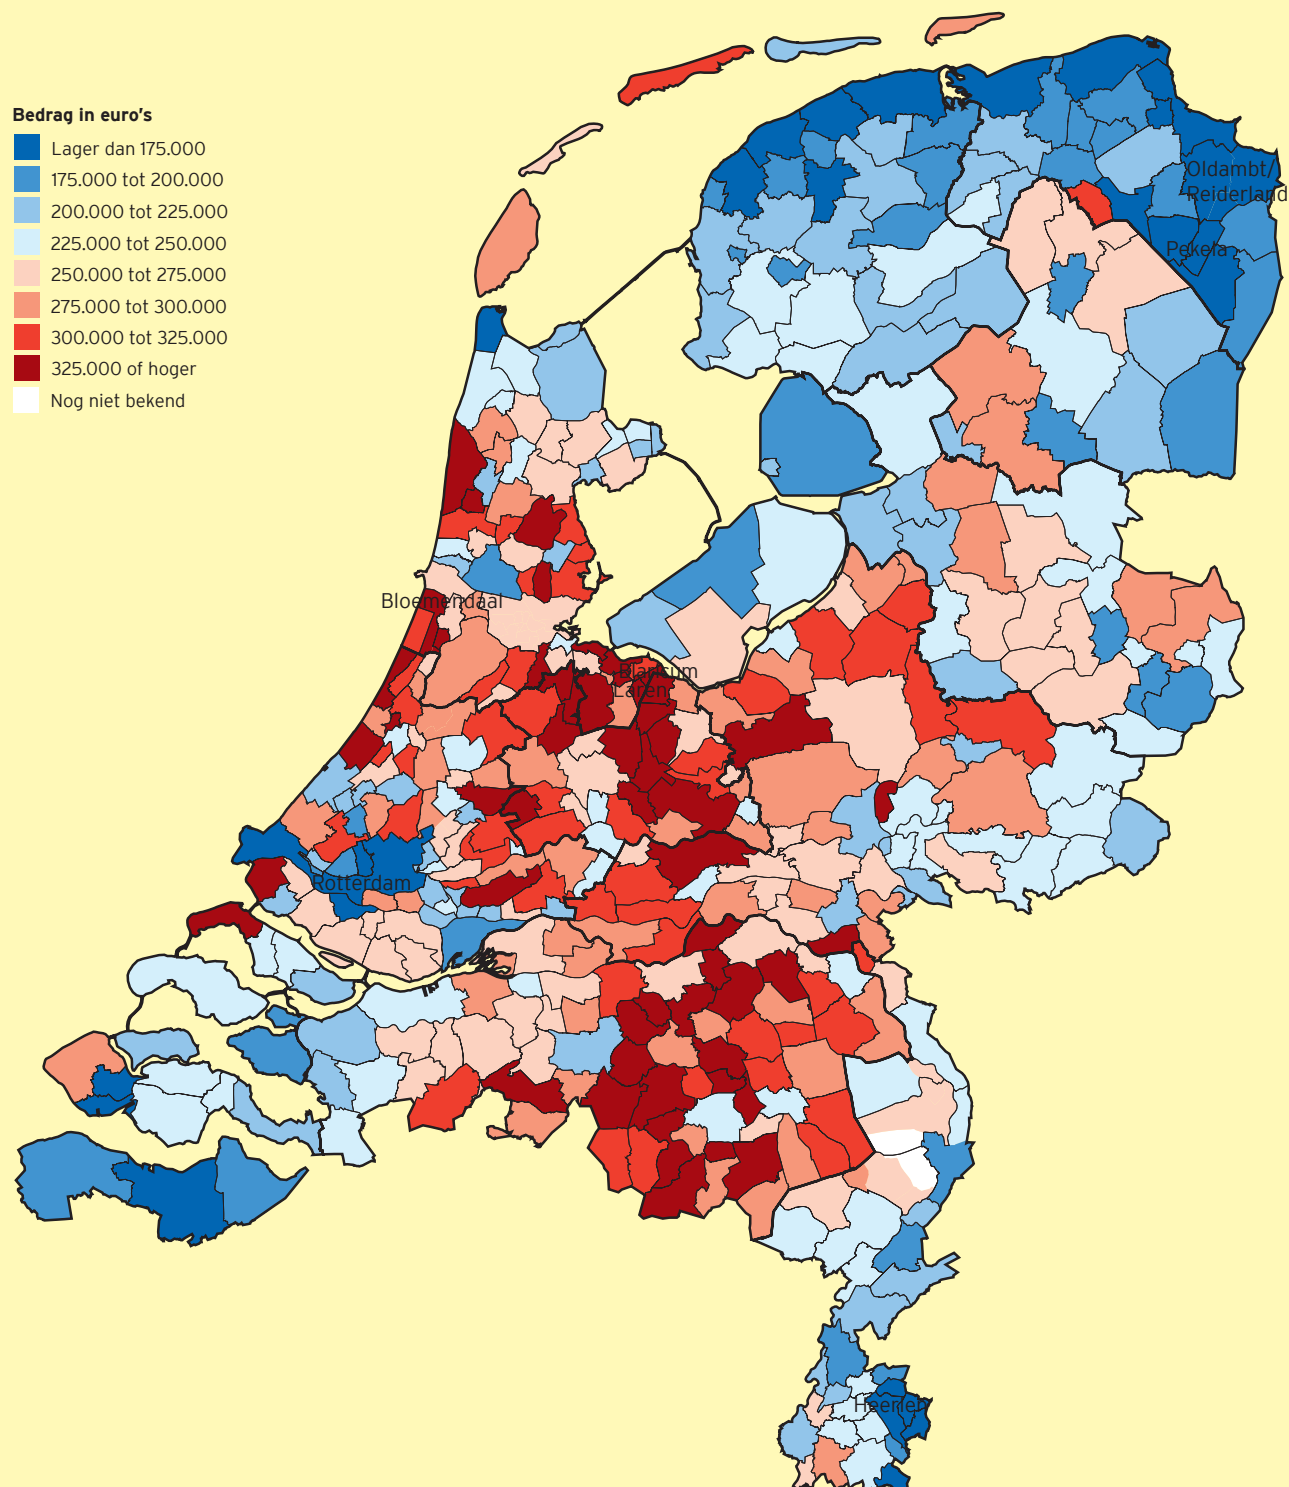 Bedrag in euro's
Lager dan 175.000
175.000 tot 200.000
200.000 tot 225.000
225.000 tot 250.000
250.000 tot 275.000
275.000 tot 300.000
300.000 tot 325.000
325.000 of hoger
Nog niet bekend
Oldambt/
Reiderland
Pekela
Bloemendaal
Blaricum
Laren
Rotterdam
Heerlen